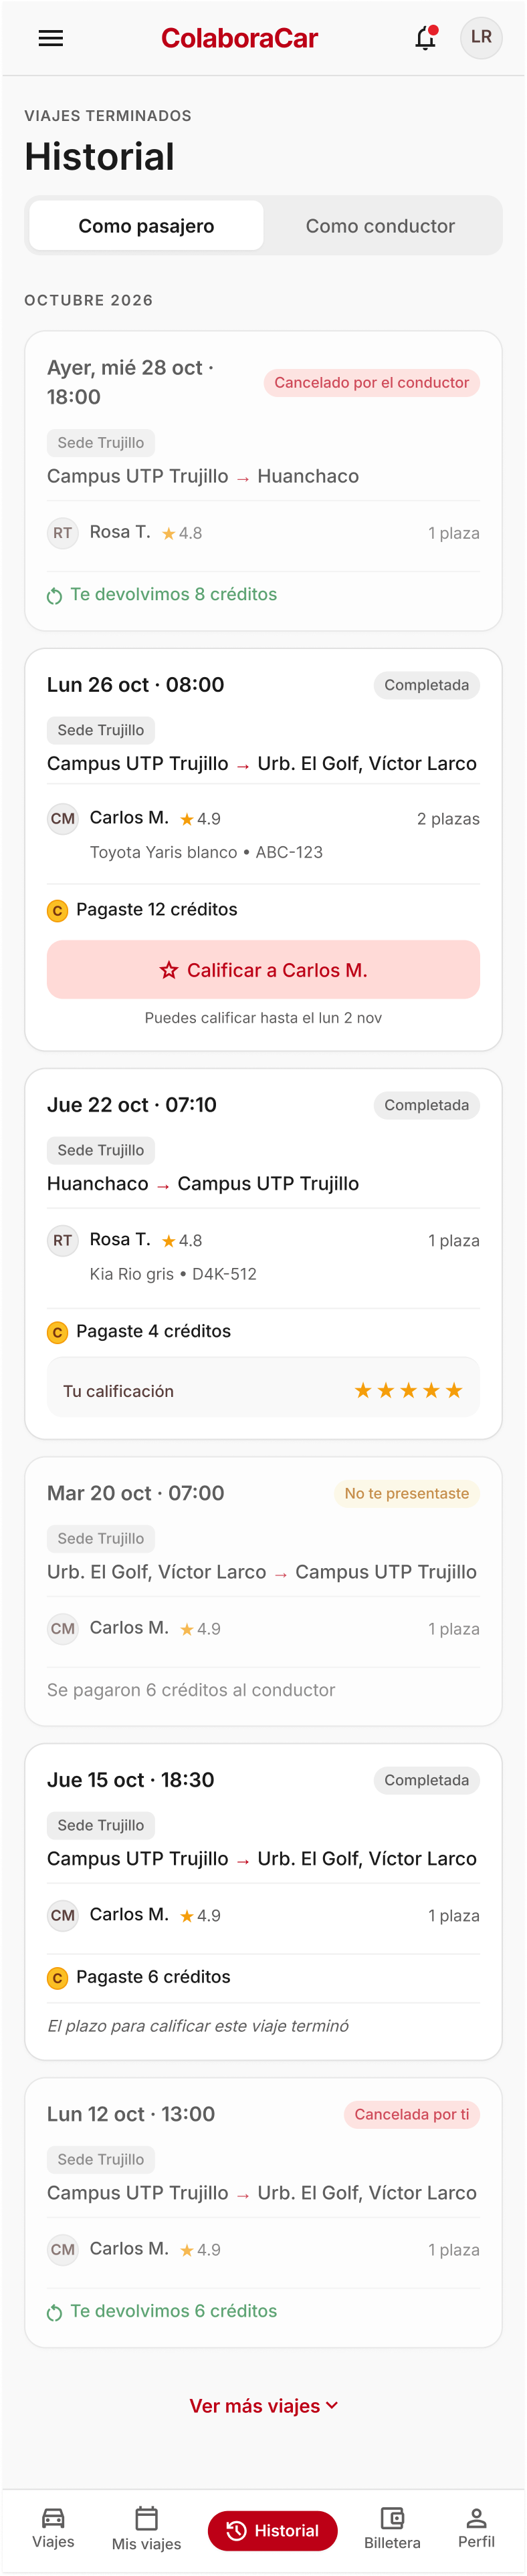 ColaboraCar
LR
VIAJES TERMINADOS
Historial
Como pasajero
Como conductor
OCTUBRE 2026
Ayer, mié 28 oct ·
18:00
Cancelado por el conductor
Sede Trujillo
Campus UTP Trujillo → Huanchaco
RT Rosa T. ★ 4.8 1 plaza
Te devolvimos 8 créditos
Lun 26 oct · 08:00 Completada
Sede Trujillo
Campus UTP Trujillo → Urb. El Golf, Víctor Larco
CM Carlos M. ★ 4.9 2 plazas
Toyota Yaris blanco • ABC-123
C Pagaste 12 créditos
Calificar a Carlos M.
Puedes calificar hasta el lun 2 nov
Jue 22 oct · 07:10 Completada
Sede Trujillo
Huanchaco → Campus UTP Trujillo
RT Rosa T. ★ 4.8 1 plaza
Kia Rio gris • D4K-512
C Pagaste 4 créditos
Tu calificación ★ ★ ★ ★ ★
Mar 20 oct · 07:00 No te presentaste
Sede Trujillo
Urb. El Golf, Víctor Larco → Campus UTP Trujillo
CM Carlos M. ★ 4.9 1 plaza
Se pagaron 6 créditos al conductor
Jue 15 oct · 18:30 Completada
Sede Trujillo
Campus UTP Trujillo → Urb. El Golf, Víctor Larco
CM Carlos M. ★ 4.9 1 plaza
C Pagaste 6 créditos
El plazo para calificar este viaje terminó
Lun 12 oct · 13:00 Cancelada por ti
Sede Trujillo
Campus UTP Trujillo → Urb. El Golf, Víctor Larco
CM Carlos M. ★ 4.9 1 plaza
Te devolvimos 6 créditos
Ver más viajes
Viajes
Mis viajes
Historial
Billetera
Perfil